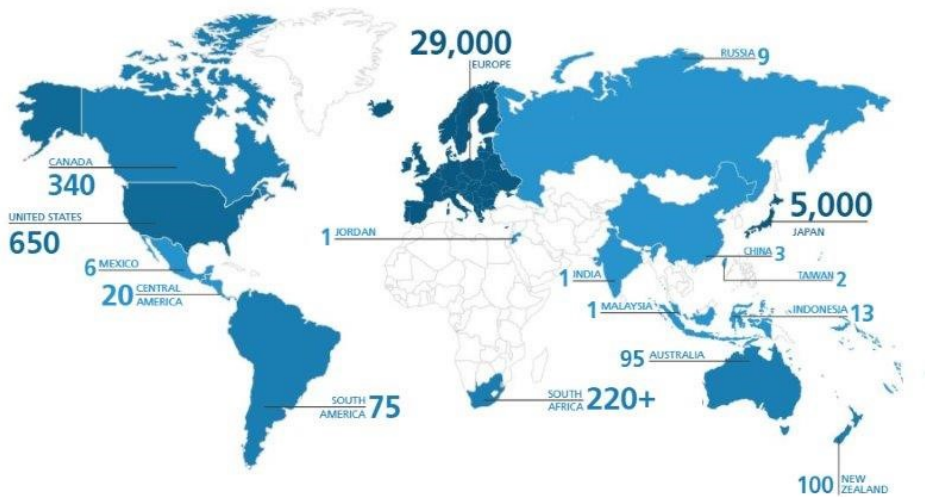 29,000
EUROPE
RUSSIA 9
CANADA
340
UNITED STATES
650
5,000
JAPAN
1 JORDAN
6 MEXICO
20 CENTRAL
AMERICA
CHINA 3
1 INDIA
TAIWAN 2
1 MALAYSIA
INDONESIA 13
95 AUSTRALIA
SOUTH
AMERICA 75
SOUTH
AFRICA 220+
100 NEW
ZEALAND